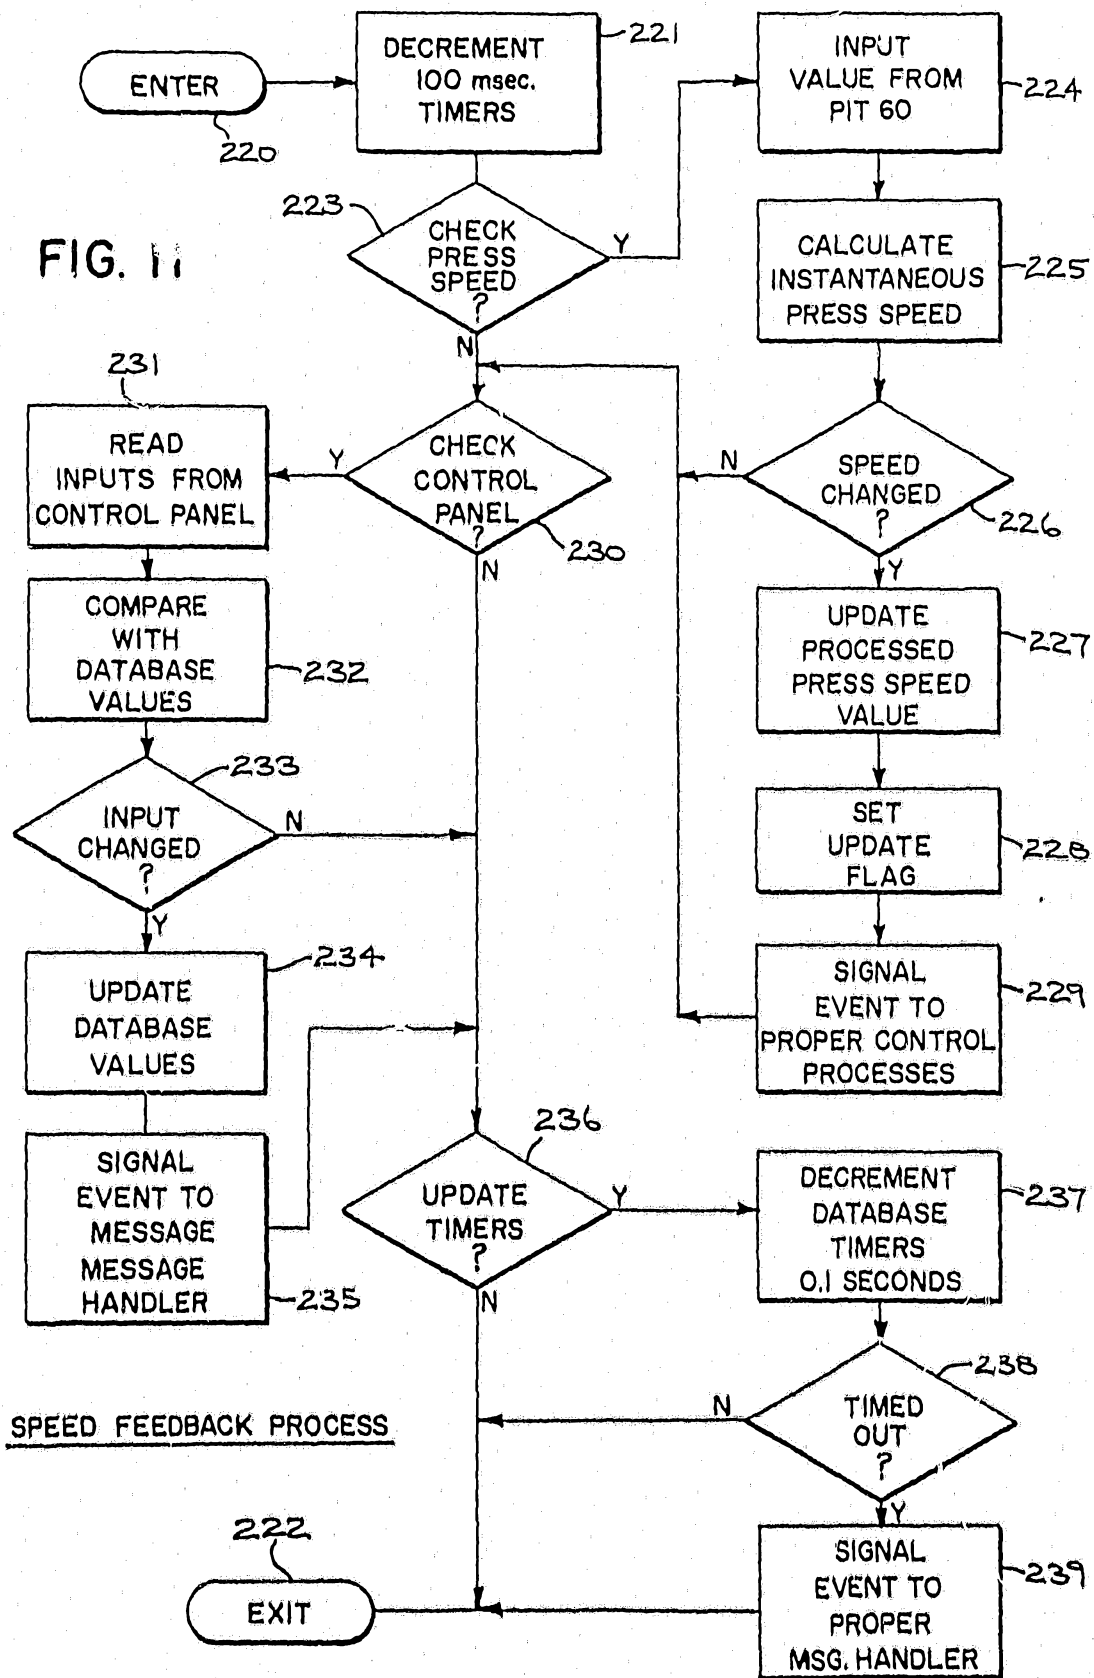 ENTER
220
DECREMENT
100 msec.
TIMERS
221
INPUT
VALUE FROM
PIT 60
224
FIG. 11
223
CHECK
PRESS
SPEED
?
Y
N
CALCULATE
INSTANTANEOUS
PRESS SPEED
225
231
READ
INPUTS FROM
CONTROL PANEL
Y
CHECK
CONTROL
PANEL
?
230
N
N
SPEED
CHANGED
?
226
Y
COMPARE
WITH
DATABASE
VALUES
232
UPDATE
PROCESSED
PRESS SPEED
VALUE
227
233
INPUT
CHANGED
?
N
Y
SET
UPDATE
FLAG
228
234
UPDATE
DATABASE
VALUES
SIGNAL
EVENT TO
PROPER CONTROL
PROCESSES
229
SIGNAL
EVENT TO
MESSAGE
MESSAGE
HANDLER
235
236
UPDATE
TIMERS
?
Y
N
DECREMENT
DATABASE
TIMERS
0.1 SECONDS
237
SPEED FEEDBACK PROCESS
N
TIMED
OUT
?
238
Y
222
EXIT
SIGNAL
EVENT TO
PROPER
MSG. HANDLER
239